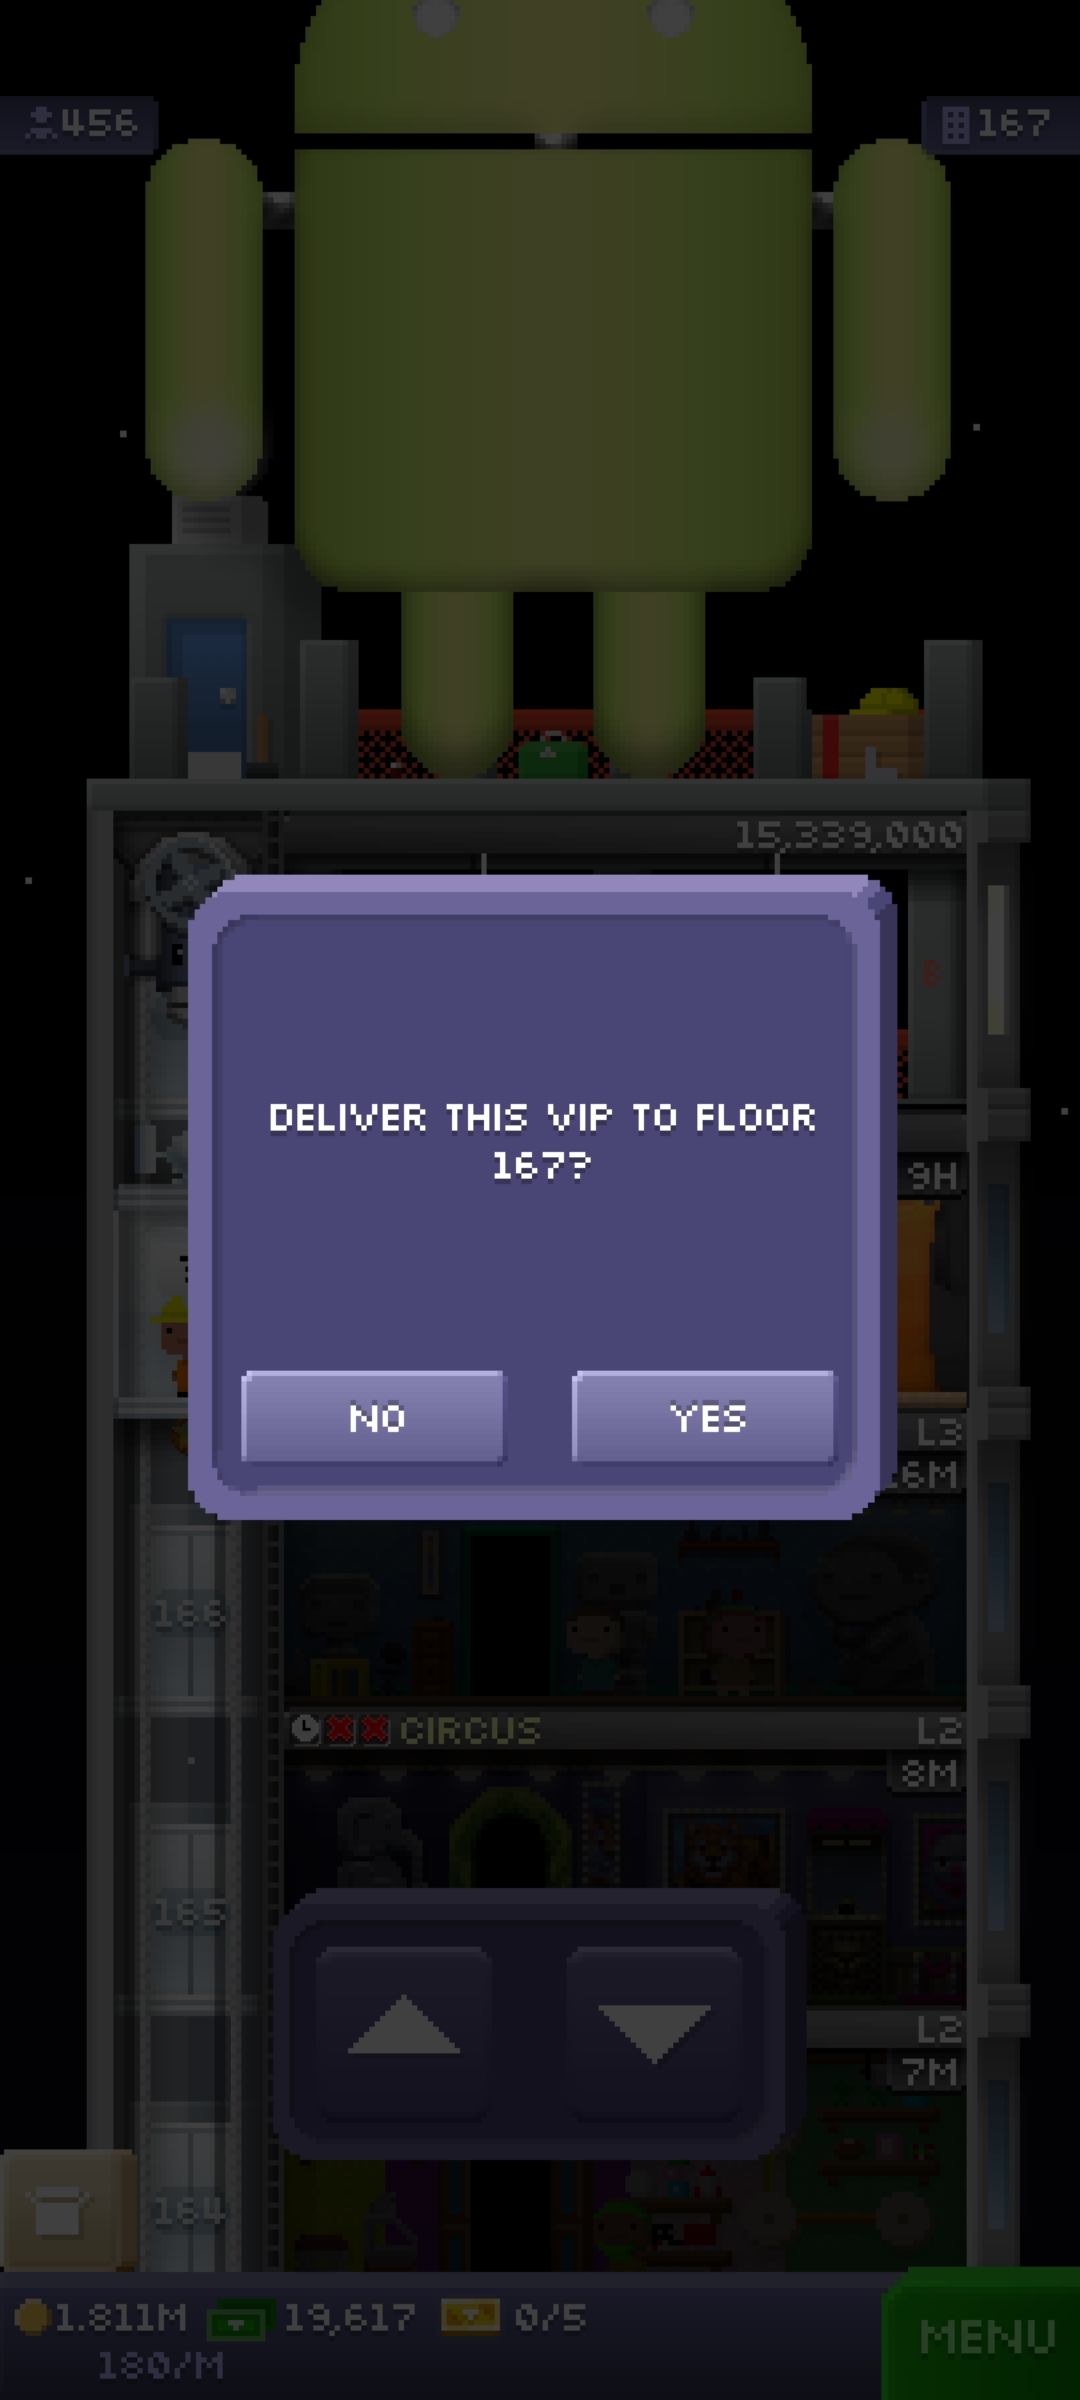 456
167
15,339,000
9H
DELIVER THIS VIP TO FLOOR
167?
NO
YES
L3
6M
166
CIRCUS
L2
8M
165
L2
7M
164
1.811M
19,617
0/5
180/M
MENU